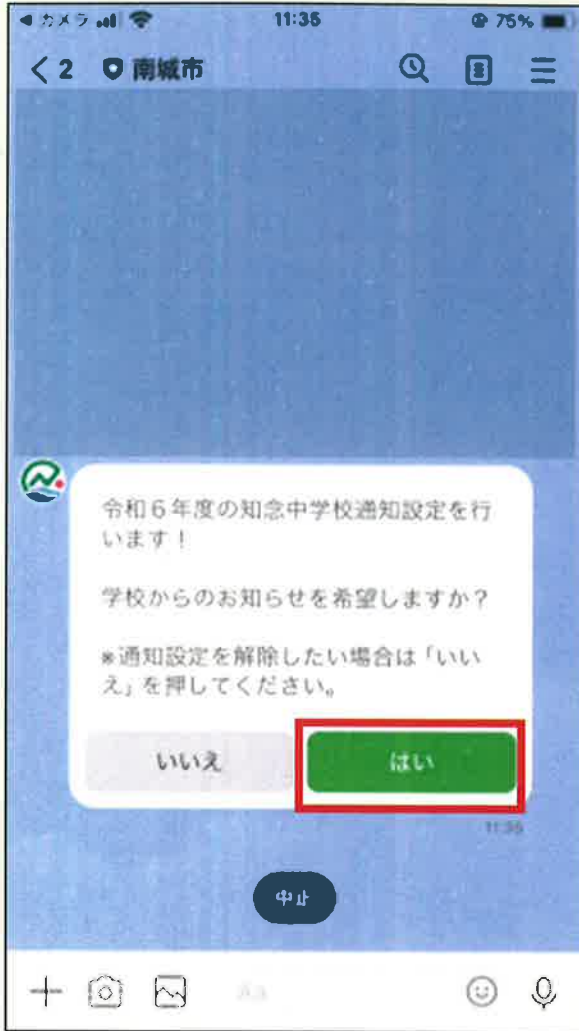 ◀ カメラ 11:35 75%
< 2 南城市
令和6年度の知念中学校通知設定を行
います！
学校からのお知らせを希望しますか？
※通知設定を解除したい場合は「いい
え」を押してください。
いいえ はい
11:35
中止
Aa